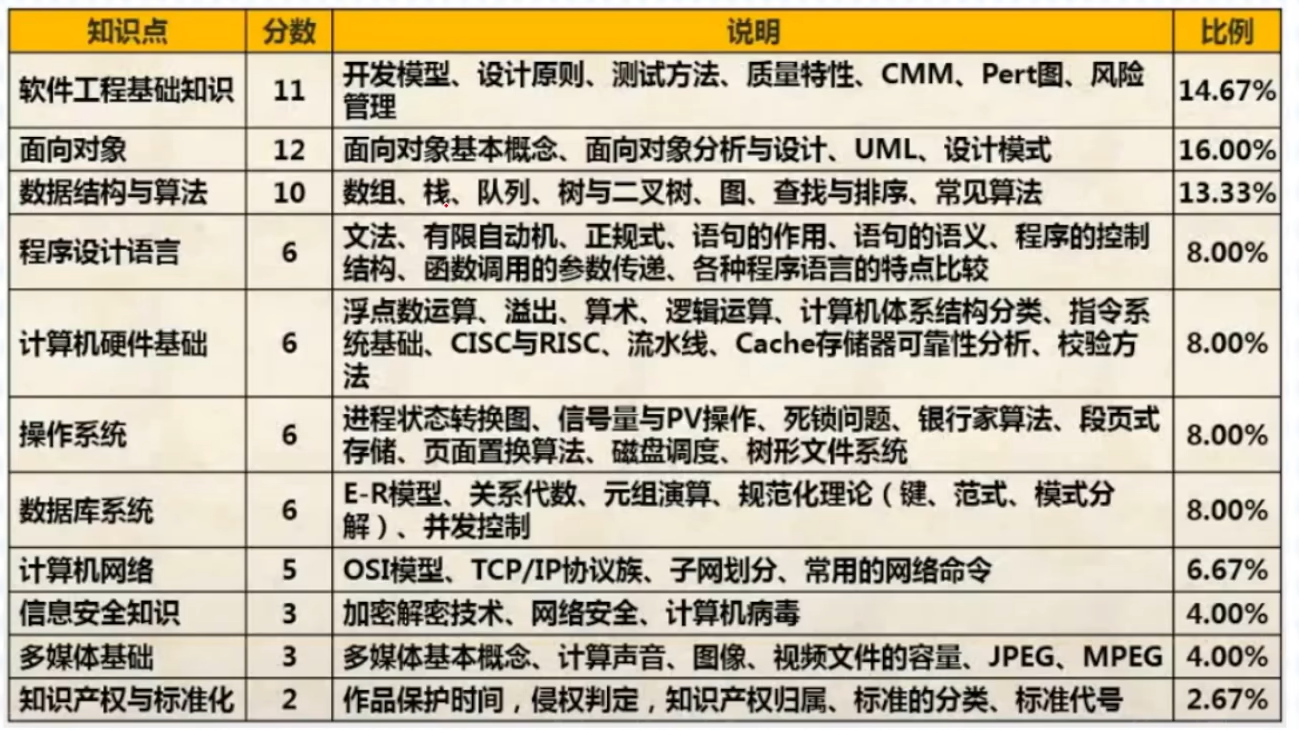 知识点 分数 说明 比例
软件工程基础知识 11 开发模型、设计原则、测试方法、质量特性、CMM、Pert图、风险
管理 14.67%
面向对象 12 面向对象基本概念、面向对象分析与设计、UML、设计模式 16.00%
数据结构与算法 10 数组、栈、队列、树与二叉树、图、查找与排序、常见算法 13.33%
程序设计语言 6 文法、有限自动机、正规式、语句的作用、语句的语义、程序的控制
结构、函数调用的参数传递、各种程序语言的特点比较 8.00%
计算机硬件基础 6 浮点数运算、溢出、算术、逻辑运算、计算机体系结构分类、指令系
统基础、CISC与RISC、流水线、Cache存储器可靠性分析、校验方
法 8.00%
操作系统 6 进程状态转换图、信号量与PV操作、死锁问题、银行家算法、段页式
存储、页面置换算法、磁盘调度、树形文件系统 8.00%
数据库系统 6 E-R模型、关系代数、元组演算、规范化理论（键、范式、模式分
解）、并发控制 8.00%
计算机网络 5 OSI模型、TCP/IP协议族、子网划分、常用的网络命令 6.67%
信息安全知识 3 加密解密技术、网络安全、计算机病毒 4.00%
多媒体基础 3 多媒体基本概念、计算声音、图像、视频文件的容量、JPEG、MPEG 4.00%
知识产权与标准化 2 作品保护时间，侵权判定，知识产权归属、标准的分类、标准代号 2.67%